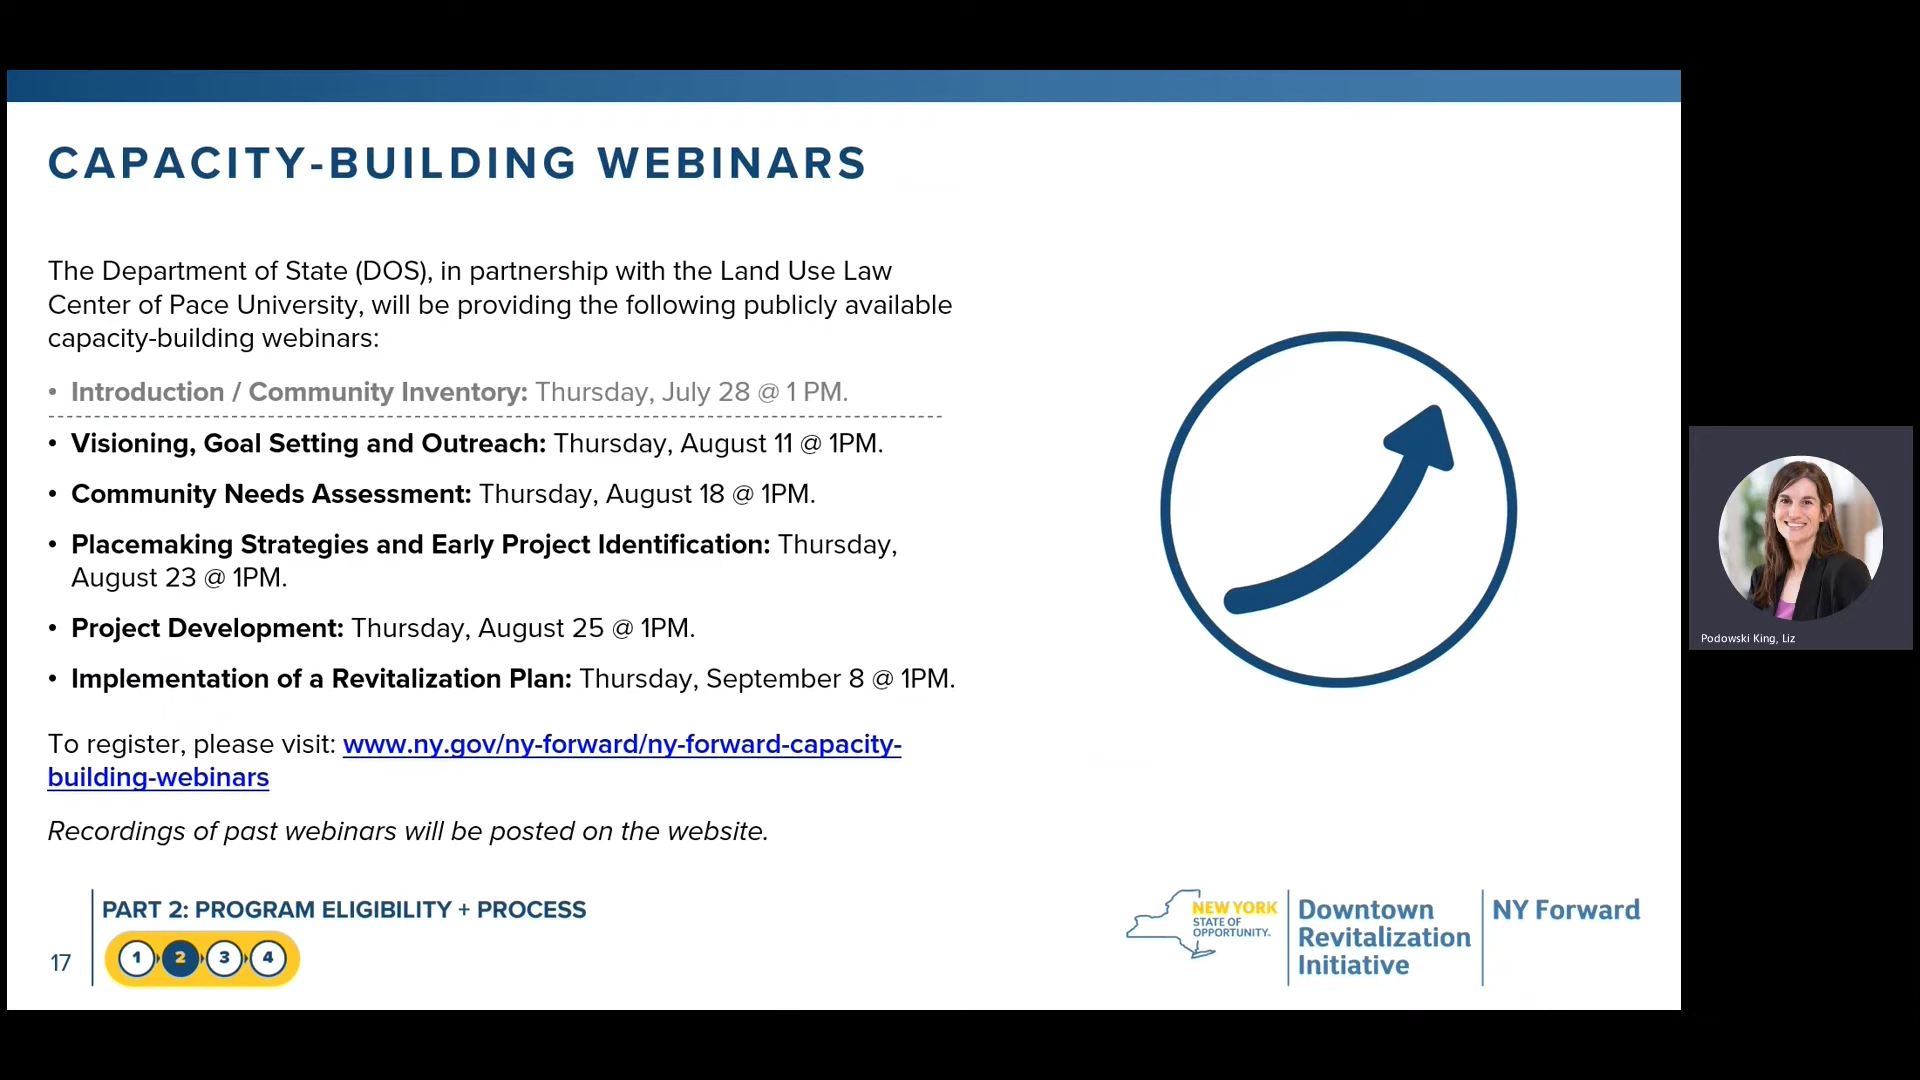 CAPACITY-BUILDING WEBINARS
The Department of State (DOS), in partnership with the Land Use Law
Center of Pace University, will be providing the following publicly available
capacity-building webinars:
• Introduction / Community Inventory: Thursday, July 28 @ 1 PM.
• Visioning, Goal Setting and Outreach: Thursday, August 11 @ 1PM.
• Community Needs Assessment: Thursday, August 18 @ 1PM.
• Placemaking Strategies and Early Project Identification: Thursday,
August 23 @ 1PM.
• Project Development: Thursday, August 25 @ 1PM.
• Implementation of a Revitalization Plan: Thursday, September 8 @ 1PM.
To register, please visit: www.ny.gov/ny-forward/ny-forward-capacity-
building-webinars
Recordings of past webinars will be posted on the website.
Podowski King, Liz
PART 2: PROGRAM ELIGIBILITY + PROCESS
17
1 2 3 4
NEW YORK
STATE OF
OPPORTUNITY.
Downtown
Revitalization
Initiative
NY Forward